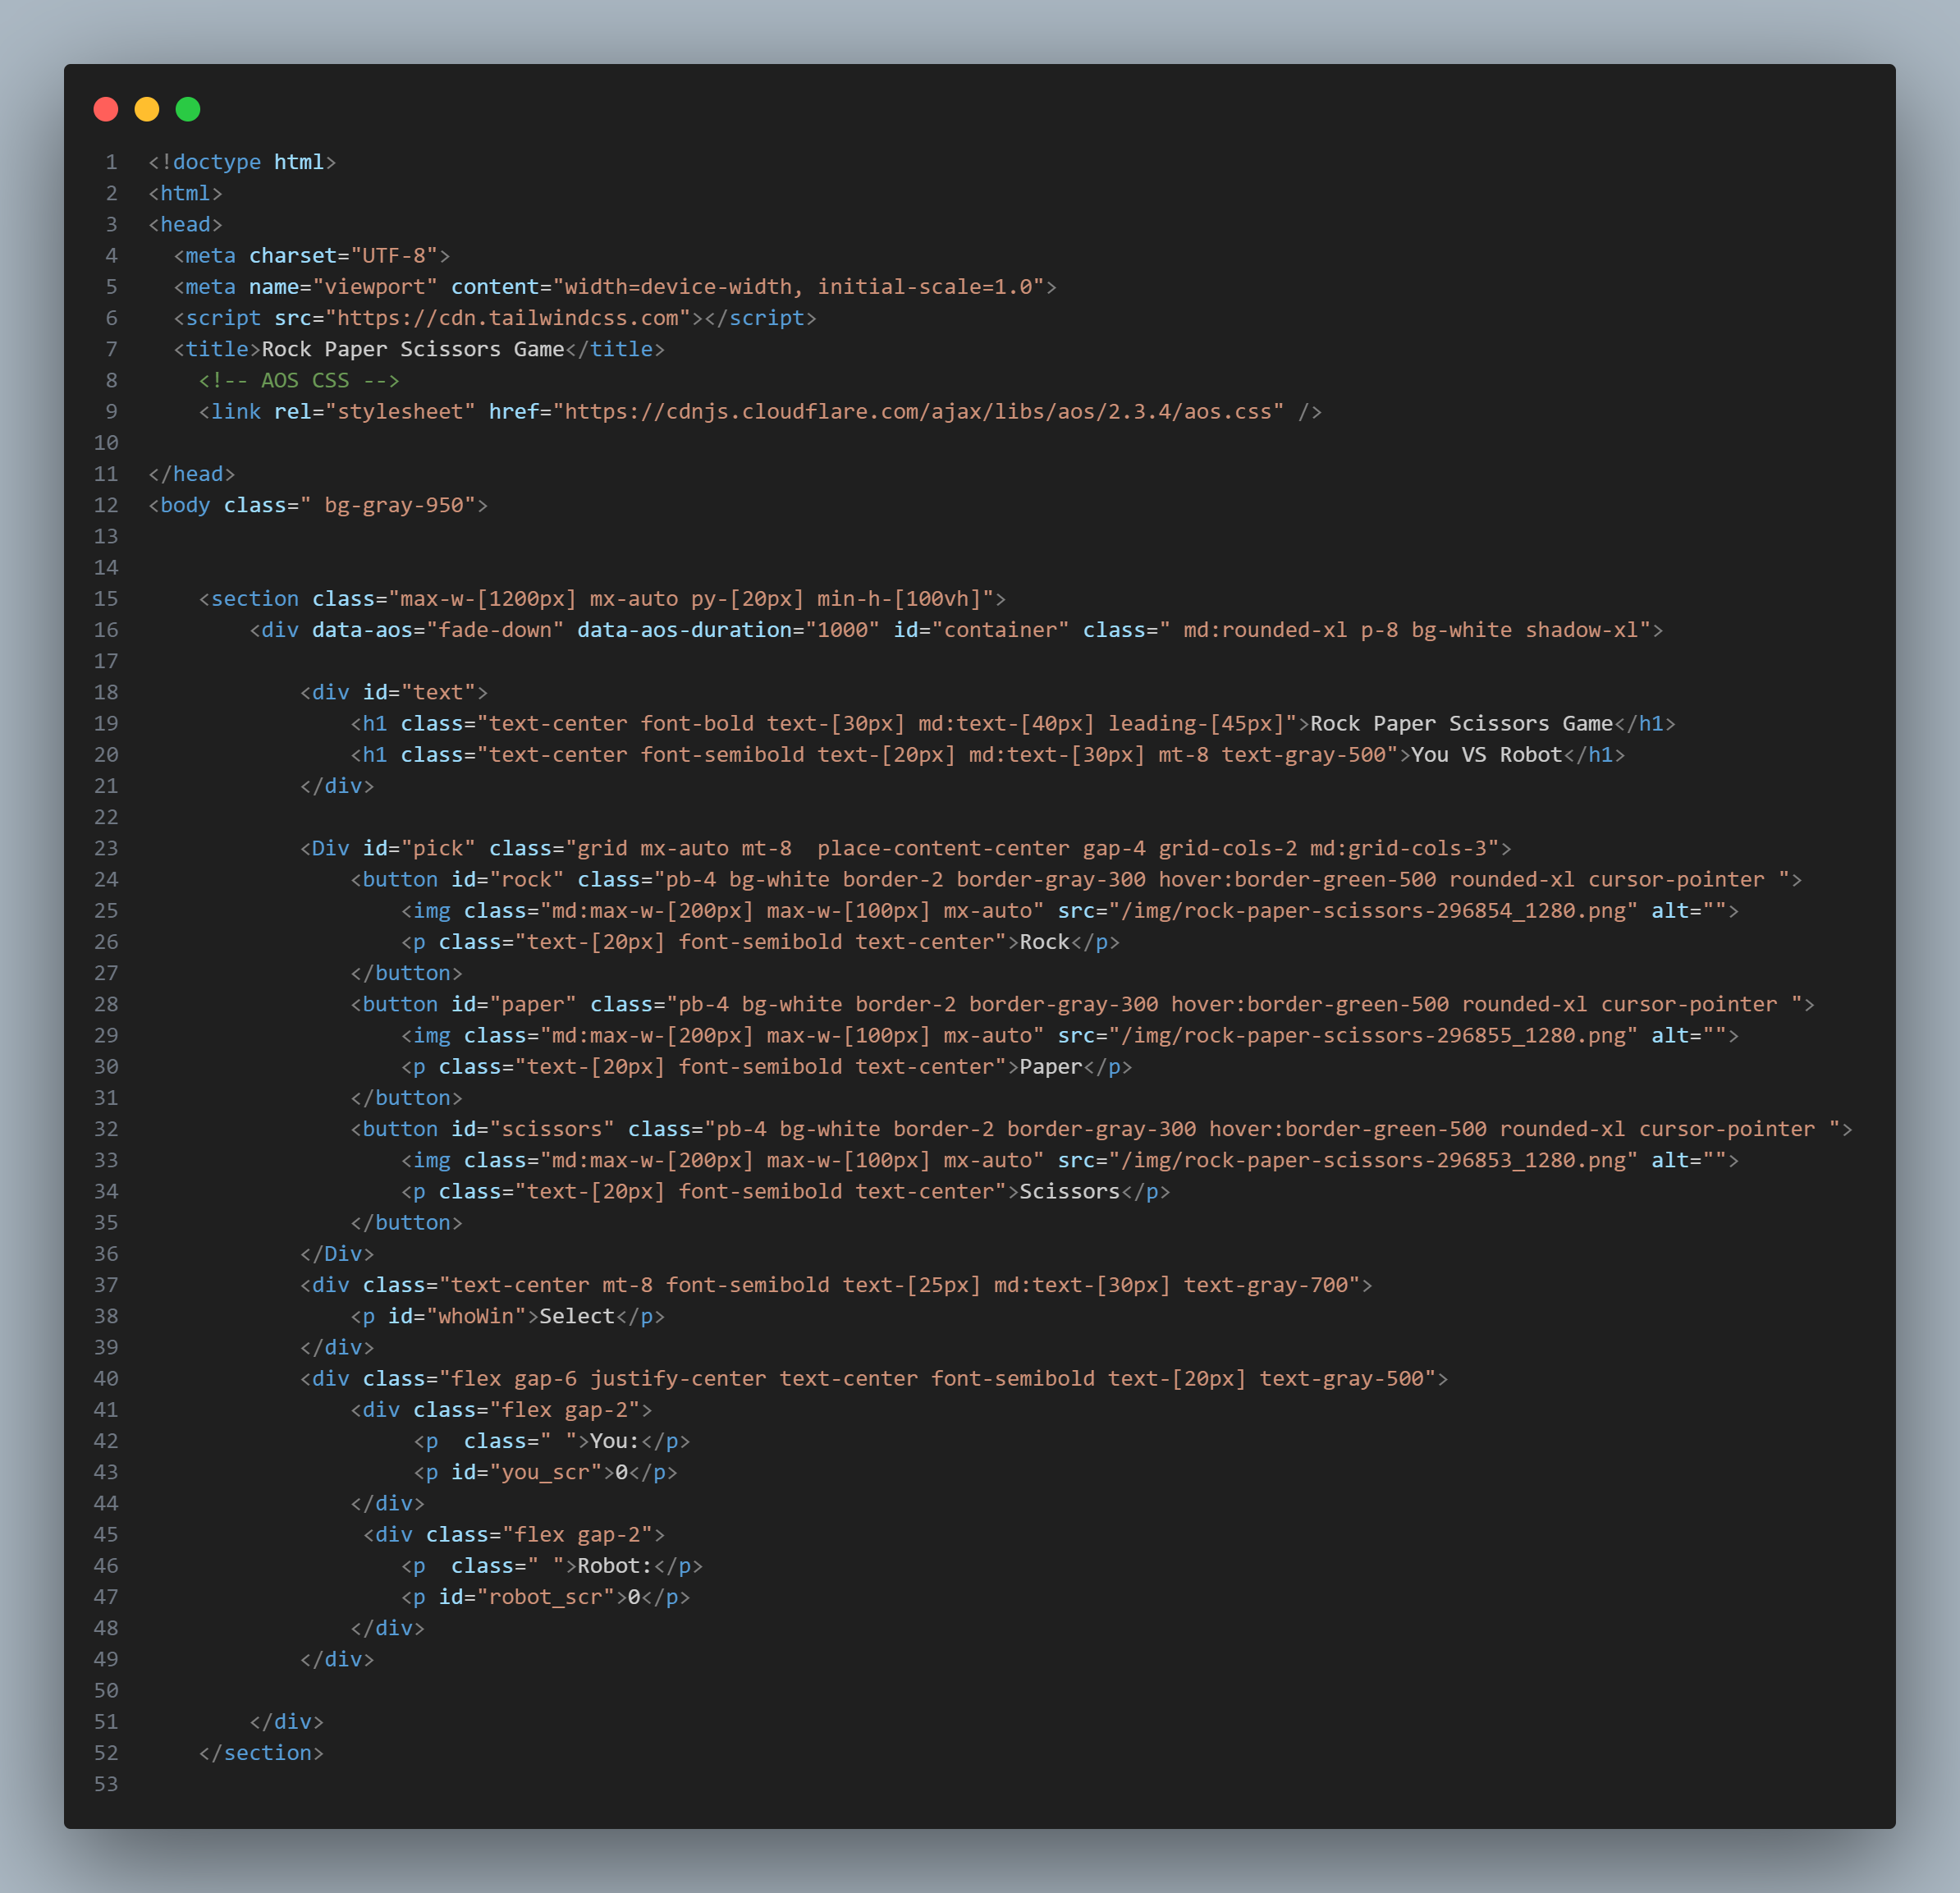 1 <!doctype html>
2 <html>
3 <head>
4   <meta charset="UTF-8">
5   <meta name="viewport" content="width=device-width, initial-scale=1.0">
6   <script src="https://cdn.tailwindcss.com"></script>
7   <title>Rock Paper Scissors Game</title>
8     <!-- AOS CSS -->
9     <link rel="stylesheet" href="https://cdnjs.cloudflare.com/ajax/libs/aos/2.3.4/aos.css" />
10
11 </head>
12 <body class=" bg-gray-950">
13
14
15     <section class="max-w-[1200px] mx-auto py-[20px] min-h-[100vh]">
16         <div data-aos="fade-down" data-aos-duration="1000" id="container" class=" md:rounded-xl p-8 bg-white shadow-xl">
17
18             <div id="text">
19                 <h1 class="text-center font-bold text-[30px] md:text-[40px] leading-[45px]">Rock Paper Scissors Game</h1>
20                 <h1 class="text-center font-semibold text-[20px] md:text-[30px] mt-8 text-gray-500">You VS Robot</h1>
21             </div>
22
23             <Div id="pick" class="grid mx-auto mt-8  place-content-center gap-4 grid-cols-2 md:grid-cols-3">
24                 <button id="rock" class="pb-4 bg-white border-2 border-gray-300 hover:border-green-500 rounded-xl cursor-pointer ">
25                     <img class="md:max-w-[200px] max-w-[100px] mx-auto" src="/img/rock-paper-scissors-296854_1280.png" alt="">
26                     <p class="text-[20px] font-semibold text-center">Rock</p>
27                 </button>
28                 <button id="paper" class="pb-4 bg-white border-2 border-gray-300 hover:border-green-500 rounded-xl cursor-pointer ">
29                     <img class="md:max-w-[200px] max-w-[100px] mx-auto" src="/img/rock-paper-scissors-296855_1280.png" alt="">
30                     <p class="text-[20px] font-semibold text-center">Paper</p>
31                 </button>
32                 <button id="scissors" class="pb-4 bg-white border-2 border-gray-300 hover:border-green-500 rounded-xl cursor-pointer ">
33                     <img class="md:max-w-[200px] max-w-[100px] mx-auto" src="/img/rock-paper-scissors-296853_1280.png" alt="">
34                     <p class="text-[20px] font-semibold text-center">Scissors</p>
35                 </button>
36             </Div>
37             <div class="text-center mt-8 font-semibold text-[25px] md:text-[30px] text-gray-700">
38                 <p id="whoWin">Select</p>
39             </div>
40             <div class="flex gap-6 justify-center text-center font-semibold text-[20px] text-gray-500">
41                 <div class="flex gap-2">
42                      <p  class=" ">You:</p>
43                      <p id="you_scr">0</p>
44                 </div>
45                  <div class="flex gap-2">
46                     <p  class=" ">Robot:</p>
47                     <p id="robot_scr">0</p>
48                 </div>
49             </div>
50
51         </div>
52     </section>
53